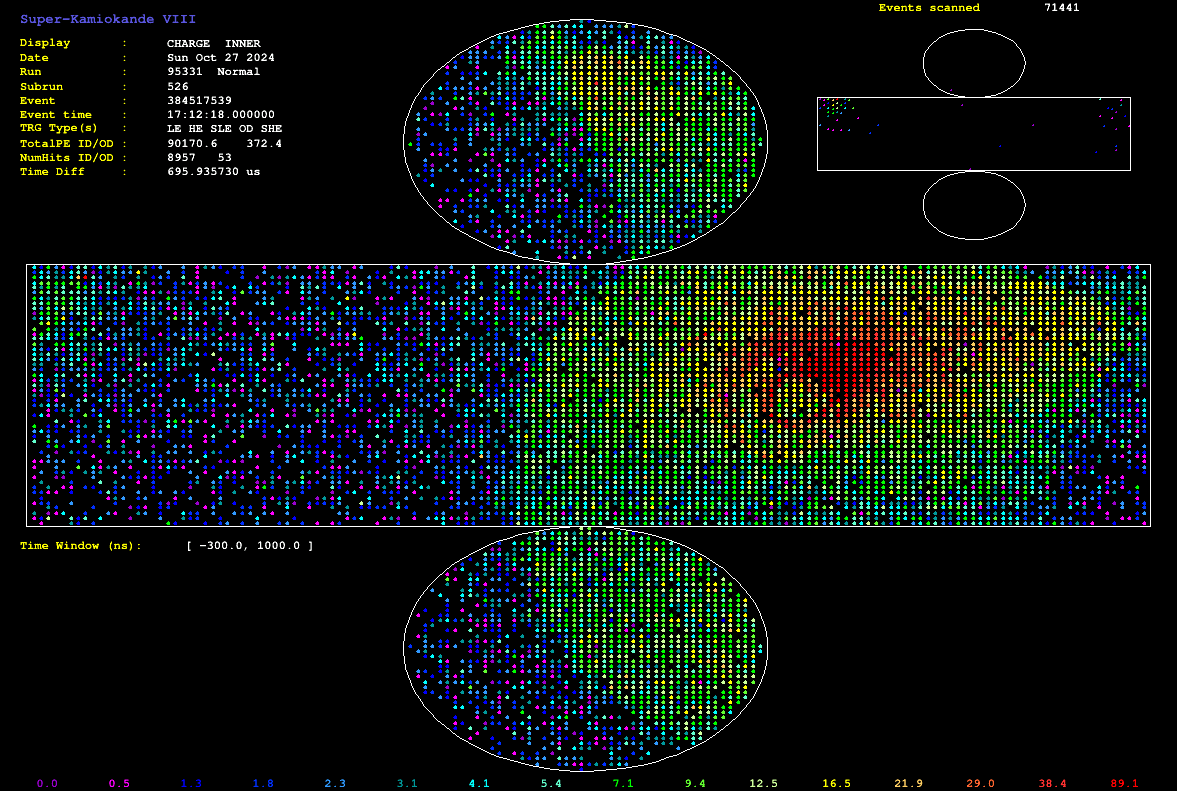 Super-Kamiokande VIII
Events scanned 71441
Display : CHARGE INNER
Date : Sun Oct 27 2024
Run : 95331 Normal
Subrun : 526
Event : 384517539
Event time : 17:12:18.000000
TRG Type(s) : LE HE SLE OD SHE
TotalPE ID/OD : 90170.6 372.4
NumHits ID/OD : 8957 53
Time Diff : 695.935730 us
Time Window (ns): [ -300.0, 1000.0 ]
0.0 0.5 1.3 1.8 2.3 3.1 4.1 5.4 7.1 9.4 12.5 16.5 21.9 29.0 38.4 89.1